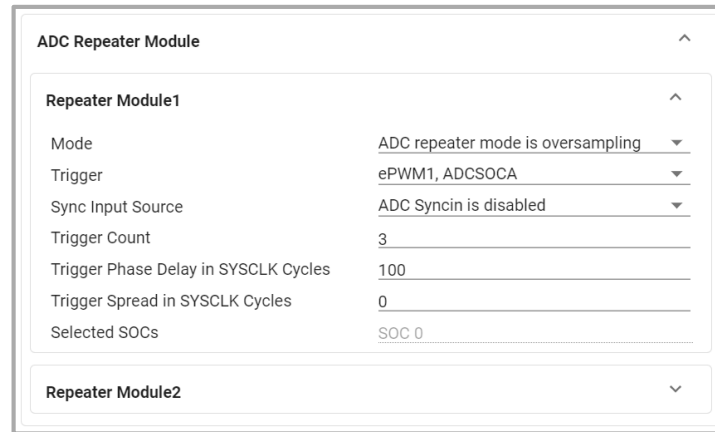 ADC Repeater Module
Repeater Module1
Mode ADC repeater mode is oversampling
Trigger ePWM1, ADCSOCA
Sync Input Source ADC Syncin is disabled
Trigger Count 3
Trigger Phase Delay in SYSCLK Cycles 100
Trigger Spread in SYSCLK Cycles 0
Selected SOCs SOC 0
Repeater Module2